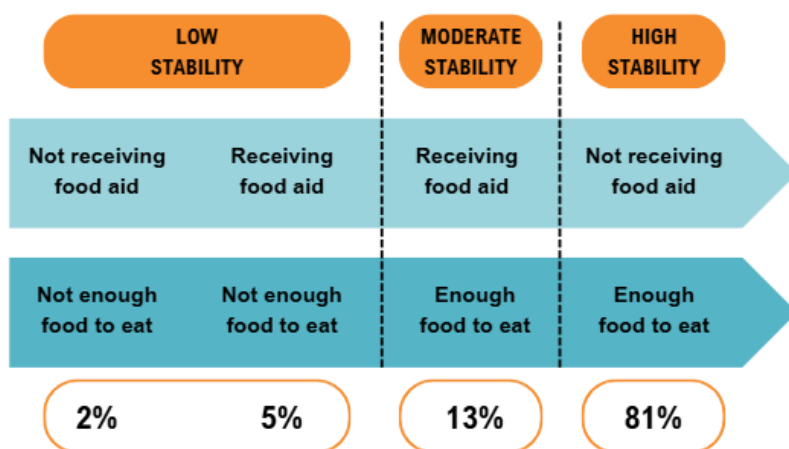 LOW
STABILITY
MODERATE
STABILITY
HIGH
STABILITY
Not receiving
food aid
Receiving
food aid
Receiving
food aid
Not receiving
food aid
Not enough
food to eat
Not enough
food to eat
Enough
food to eat
Enough
food to eat
2%
5%
13%
81%